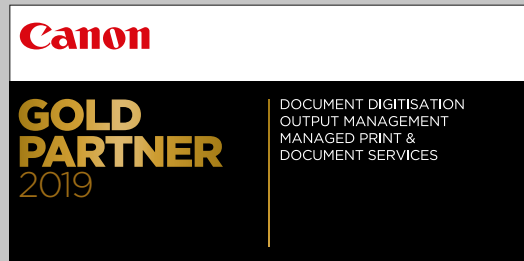 Canon
GOLD
PARTNER
2019
DOCUMENT DIGITISATION
OUTPUT MANAGEMENT
MANAGED PRINT &
DOCUMENT SERVICES